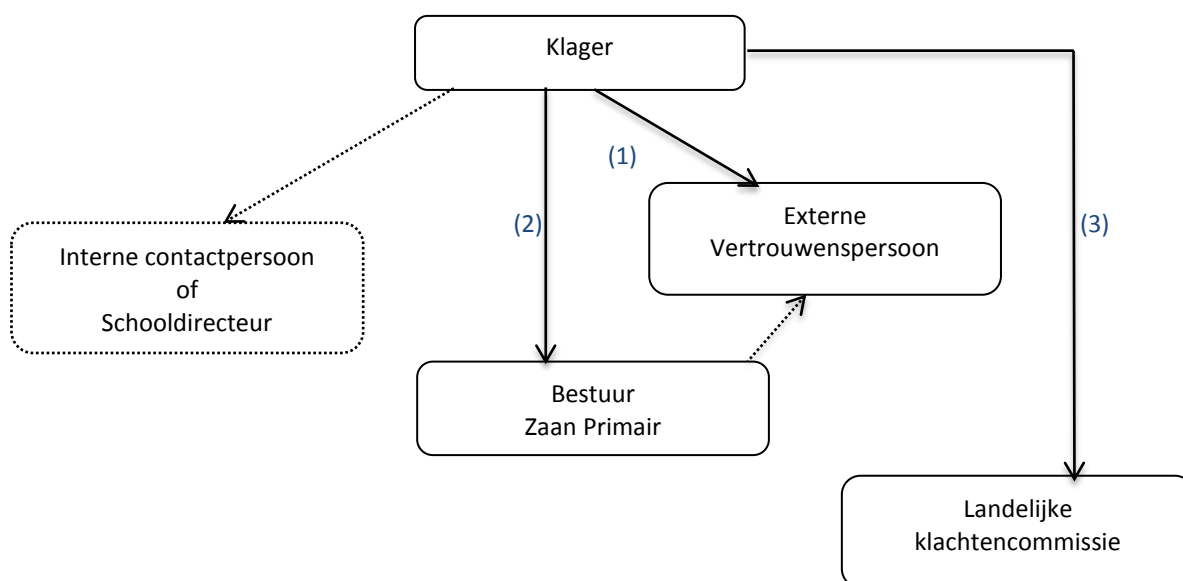 Klager
(1)
Externe
Vertrouwenspersoon
(2)
(3)
Interne contactpersoon
of
Schooldirecteur
Bestuur
Zaan Primair
Landelijke
klachtencommissie